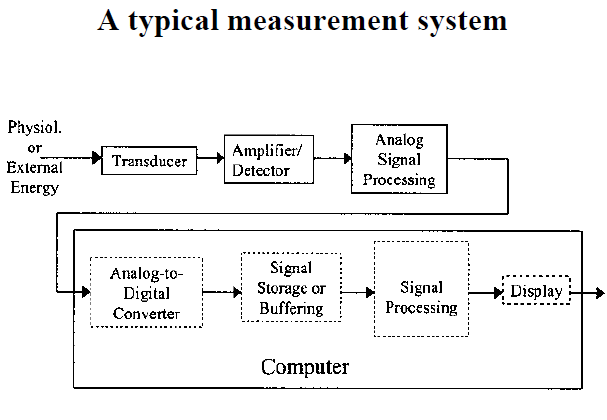 A typical measurement system
Physiol.
or
External
Energy
Transducer
Amplifier/
Detector
Analog
Signal
Processing
Analog-to-
Digital
Converter
Signal
Storage or
Buffering
Signal
Processing
Display
Computer